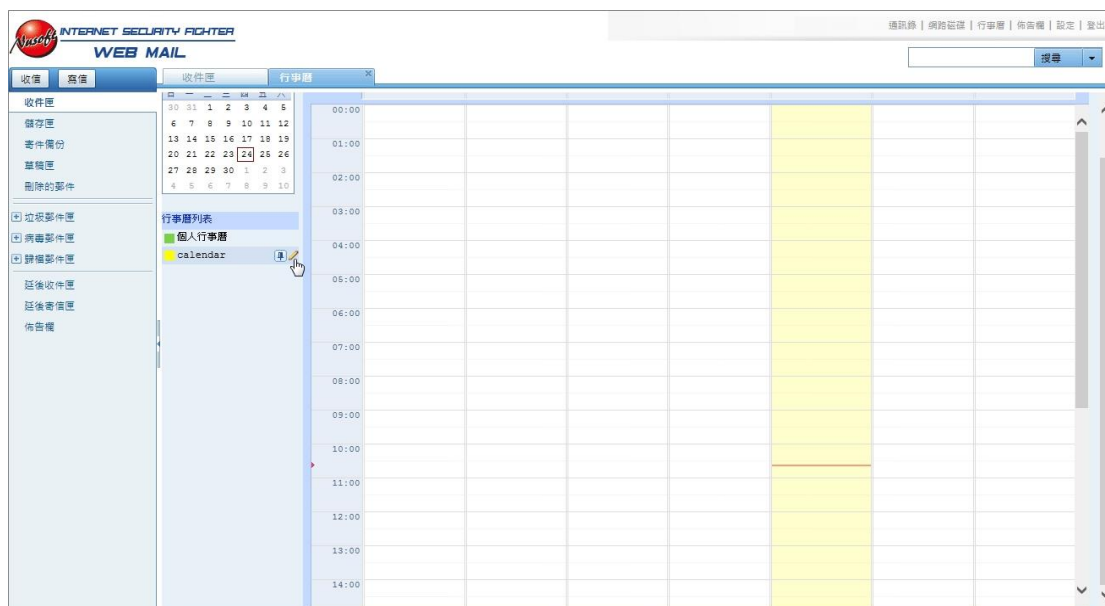 Nusoft INTERNET SECURITY FIGHTER
WEB MAIL
通訊錄 | 網路磁碟 | 行事曆 | 佈告欄 | 設定 | 登出
搜尋
收信 寫信
收件匣 行事曆
收件匣
儲存匣
寄件備份
草稿匣
刪除的郵件
垃圾郵件匣
病毒郵件匣
歸檔郵件匣
延後收件匣
延後寄信匣
佈告欄
日 一 二 三 四 五 六
30 31 1 2 3 4 5
6 7 8 9 10 11 12
13 14 15 16 17 18 19
20 21 22 23 24 25 26
27 28 29 30 1 2 3
4 5 6 7 8 9 10
行事曆列表
個人行事曆
calendar
00:00
01:00
02:00
03:00
04:00
05:00
06:00
07:00
08:00
09:00
10:00
11:00
12:00
13:00
14:00